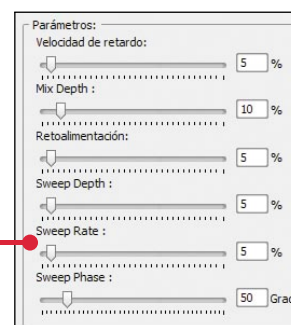 Parámetros:
Velocidad de retardo:
5 %
Mix Depth :
10 %
Retoalimentación:
5 %
Sweep Depth :
5 %
Sweep Rate :
5 %
Sweep Phase :
50 Grad